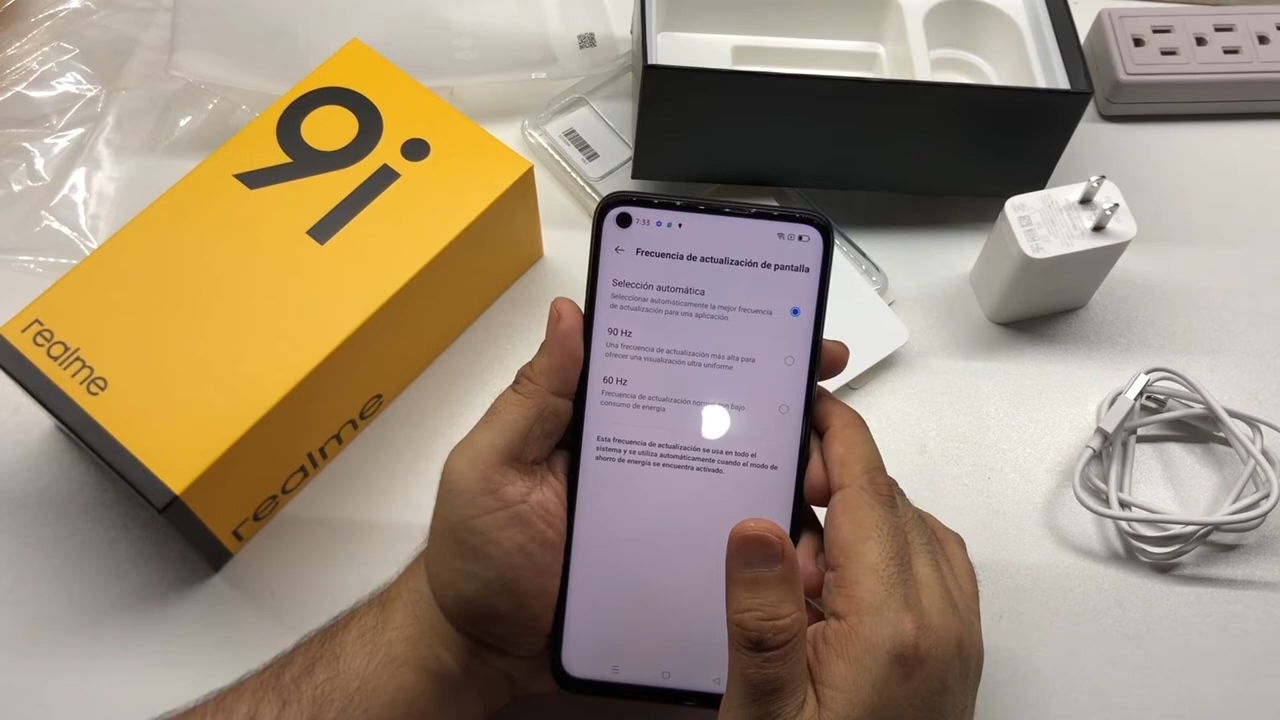 9i
realme
realme
7:33
Frecuencia de actualización de pantalla
Selección automática
Seleccionar automáticamente la mejor frecuencia
de actualización para una aplicación
90 Hz
Una frecuencia de actualización más alta para
ofrecer una visualización ultra uniforme
60 Hz
Frecuencia de actualización bajo
consumo de energía
Esta frecuencia de actualización se usa en todo el
sistema y se utiliza automáticamente cuando el modo de
ahorro de energía se encuentra activado.